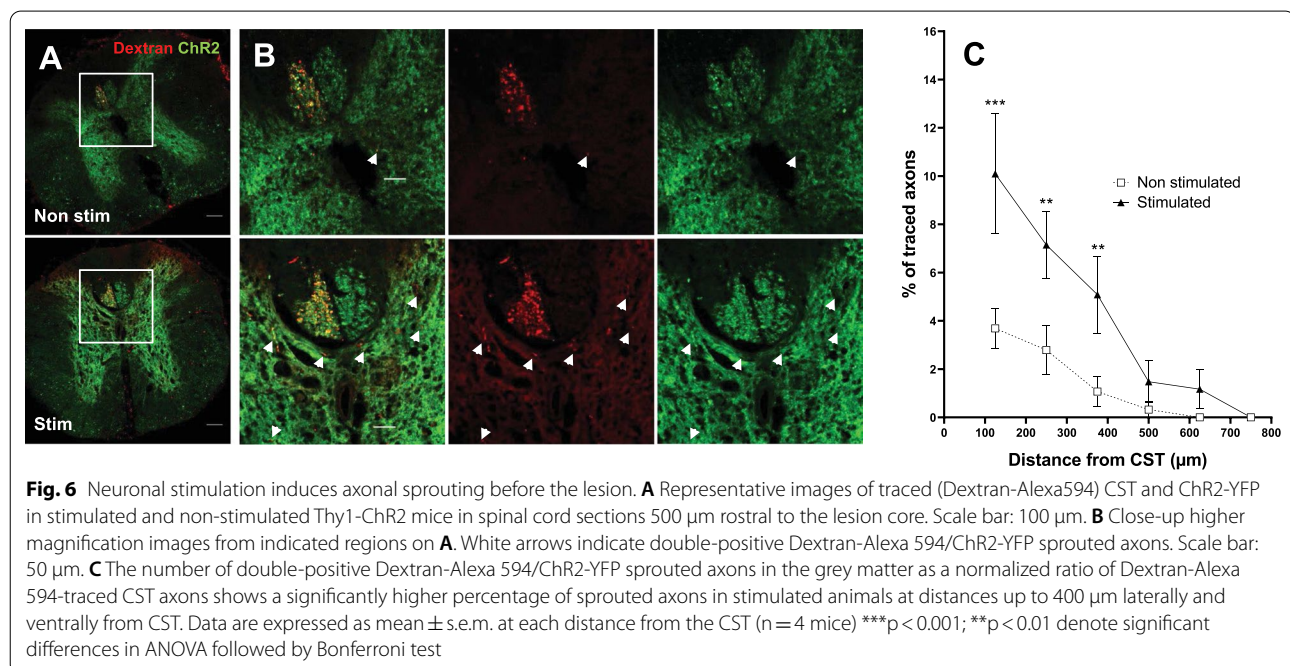 A
Dextran ChR2
Non stim
Stim
B
C
16
14
12
10
8
6
4
2
0
% of traced axons
***
**
**
Non stimulated
Stimulated
0 100 200 300 400 500 600 700 800
Distance from CST (µm)
Fig. 6 Neuronal stimulation induces axonal sprouting before the lesion. A Representative images of traced (Dextran-Alexa594) CST and ChR2-YFP
in stimulated and non-stimulated Thy1-ChR2 mice in spinal cord sections 500 µm rostral to the lesion core. Scale bar: 100 µm. B Close-up higher
magnification images from indicated regions on A. White arrows indicate double-positive Dextran-Alexa 594/ChR2-YFP sprouted axons. Scale bar:
50 µm. C The number of double-positive Dextran-Alexa 594/ChR2-YFP sprouted axons in the grey matter as a normalized ratio of Dextran-Alexa
594-traced CST axons shows a significantly higher percentage of sprouted axons in stimulated animals at distances up to 400 µm laterally and
ventrally from CST. Data are expressed as mean ± s.e.m. at each distance from the CST (n = 4 mice) ***p < 0.001; **p < 0.01 denote significant
differences in ANOVA followed by Bonferroni test